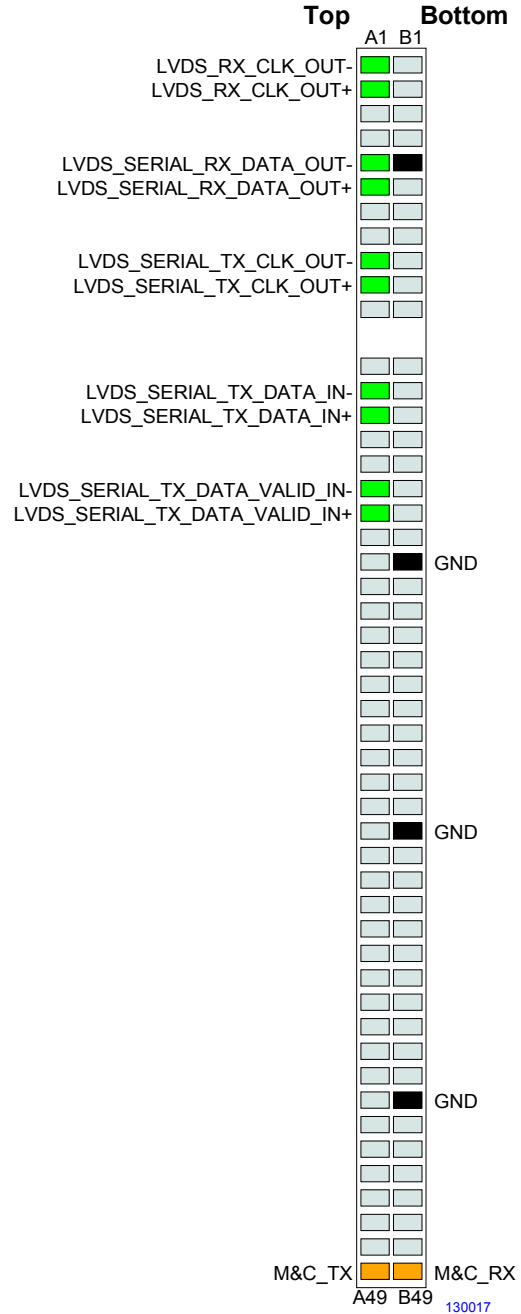 Top Bottom
A1 B1
LVDS_RX_CLK_OUT-
LVDS_RX_CLK_OUT+
LVDS_SERIAL_RX_DATA_OUT-
LVDS_SERIAL_RX_DATA_OUT+
LVDS_SERIAL_TX_CLK_OUT-
LVDS_SERIAL_TX_CLK_OUT+
LVDS_SERIAL_TX_DATA_IN-
LVDS_SERIAL_TX_DATA_IN+
LVDS_SERIAL_TX_DATA_VALID_IN-
LVDS_SERIAL_TX_DATA_VALID_IN+
GND
GND
GND
M&C_TX M&C_RX
A49 B49
130017